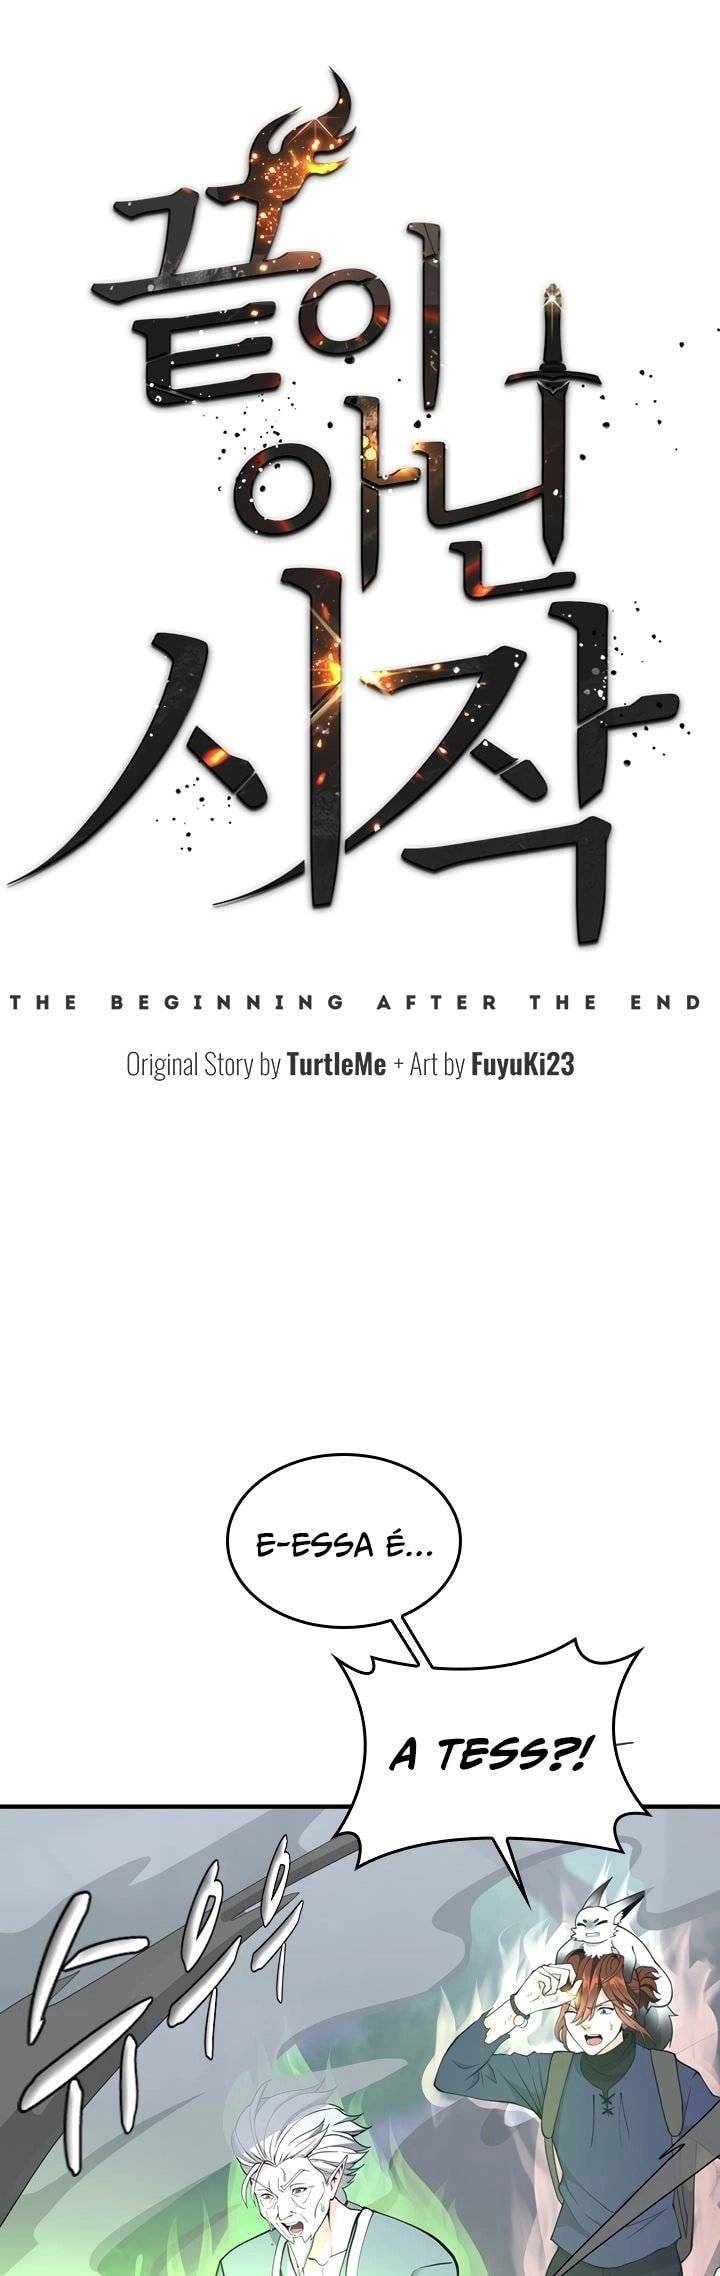 끝이
아닌
시작
THE BEGINNING AFTER THE END
Original Story by TurtleMe + Art by FuyuKi23
E-ESSA É...
A TESS?!
슈우우